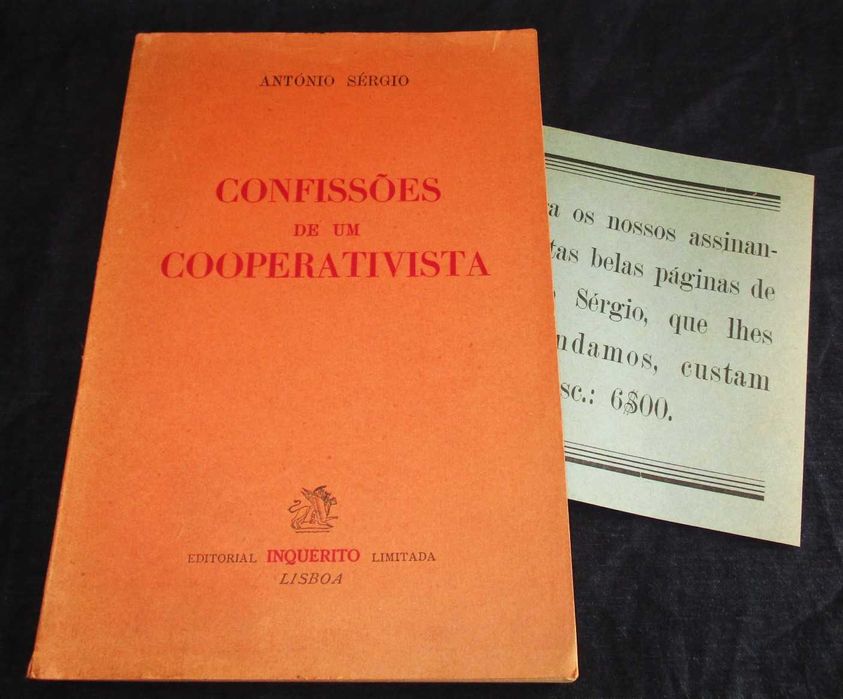 ANTÓNIO SÉRGIO
CONFISSÕES
DE UM
COOPERATIVISTA
EDITORIAL INQUÉRITO LIMITADA
LISBOA
os nossos assinan-
tas belas páginas de
Sérgio, que lhes
ndamos, custam
sc.: 6$00.